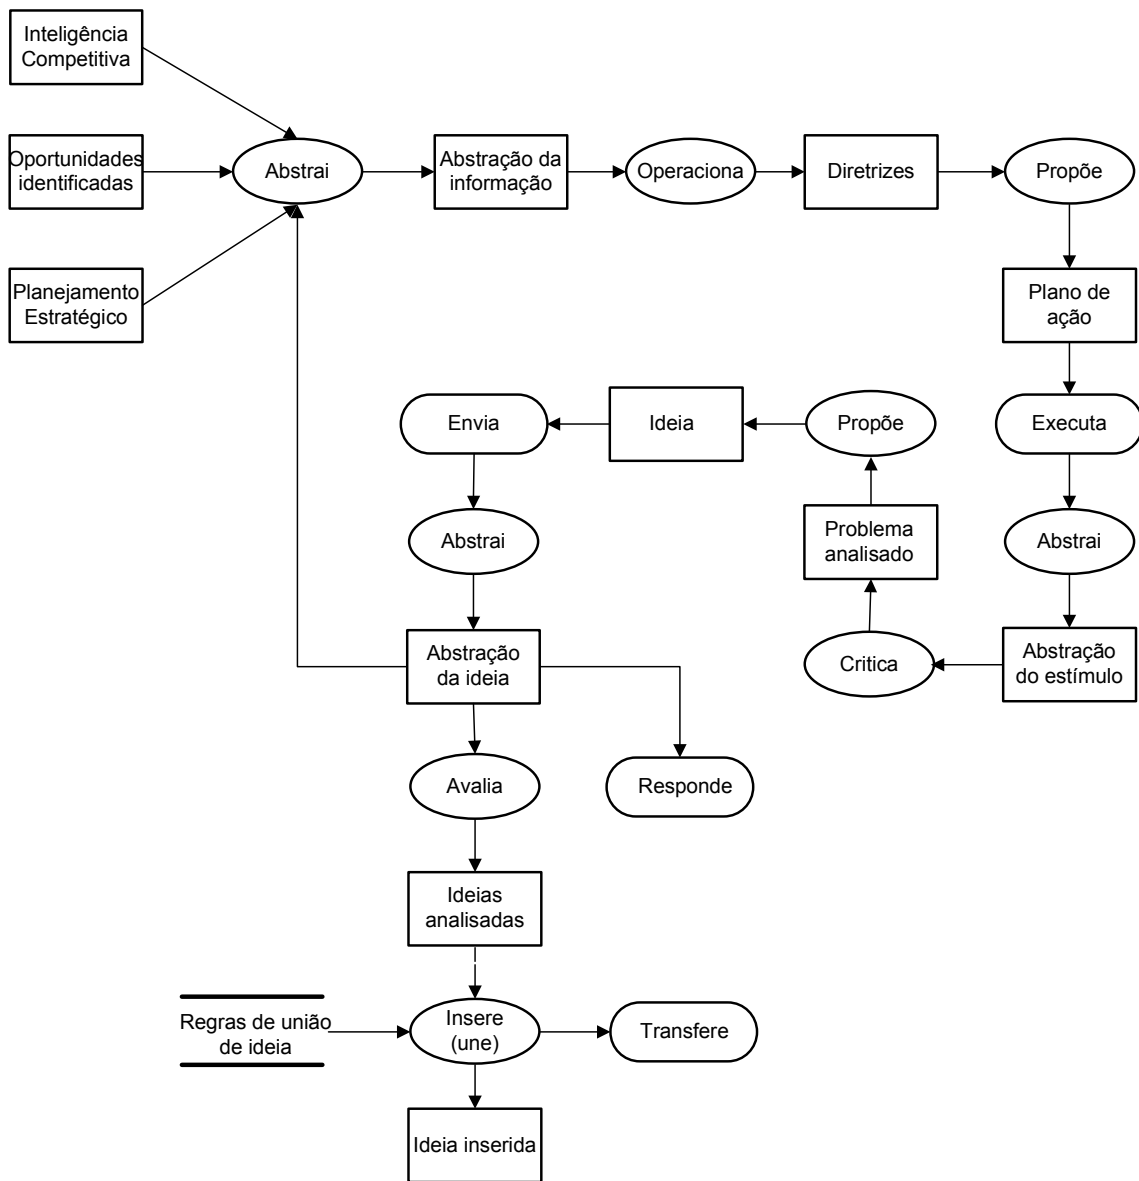 Inteligência
Competitiva
Oportunidades
identificadas
Abstrai
Abstração da
informação
Operaciona
Diretrizes
Propõe
Planejamento
Estratégico
Plano de
ação
Envia
Ideia
Propõe
Executa
Abstrai
Problema
analisado
Abstrai
Abstração
da ideia
Critica
Abstração
do estímulo
Avalia
Responde
Ideias
analisadas
Regras de união
de ideia
Insere
(une)
Transfere
Ideia inserida